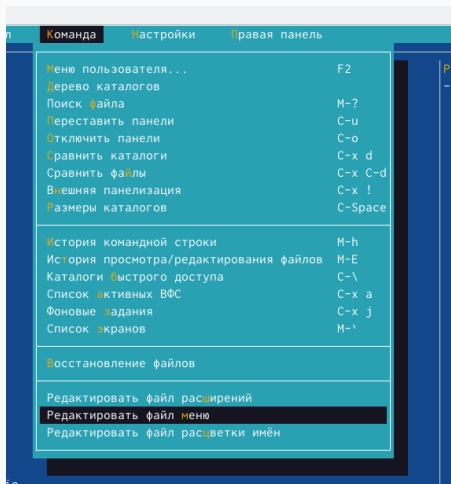 л Команда Настройки Правая панель
Меню пользователя... F2
Дерево каталогов
Поиск файла M-?
Переставить панели C-u
Отключить панели C-o
Сравнить каталоги C-x d
Сравнить файлы C-x C-d
Внешняя панелизация C-x !
Размеры каталогов C-Space
История командной строки M-h
История просмотра/редактирования файлов M-E
Каталоги быстрого доступа C-\
Список активных ВФС C-x a
Фоновые задания C-x j
Список экранов M-`
Восстановление файлов
Редактировать файл расширений
Редактировать файл меню
Редактировать файл расцветки имён